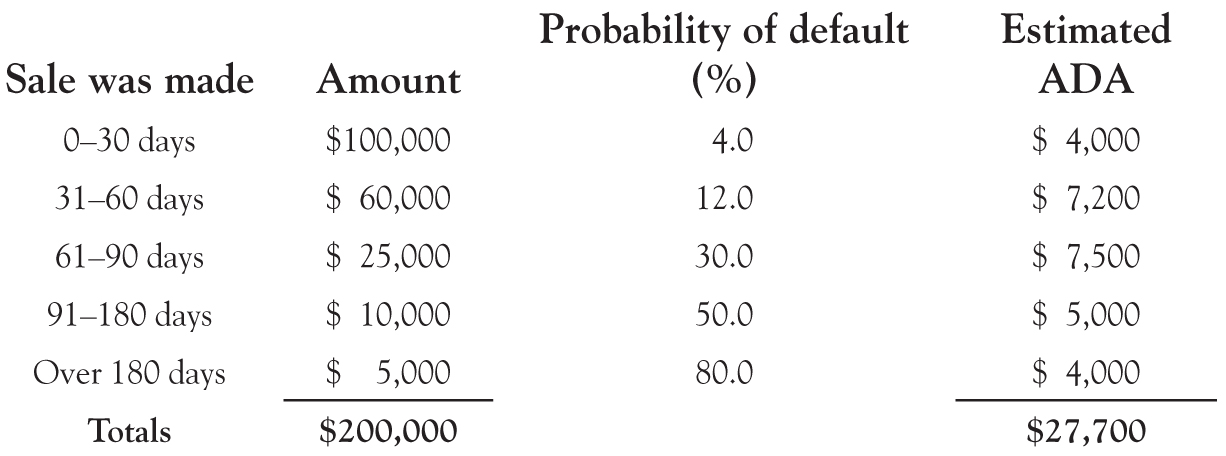 Probability of default Estimated
Sale was made Amount (%) ADA
0–30 days $100,000 4.0 $ 4,000
31–60 days $ 60,000 12.0 $ 7,200
61–90 days $ 25,000 30.0 $ 7,500
91–180 days $ 10,000 50.0 $ 5,000
Over 180 days $ 5,000 80.0 $ 4,000
Totals $200,000 $27,700